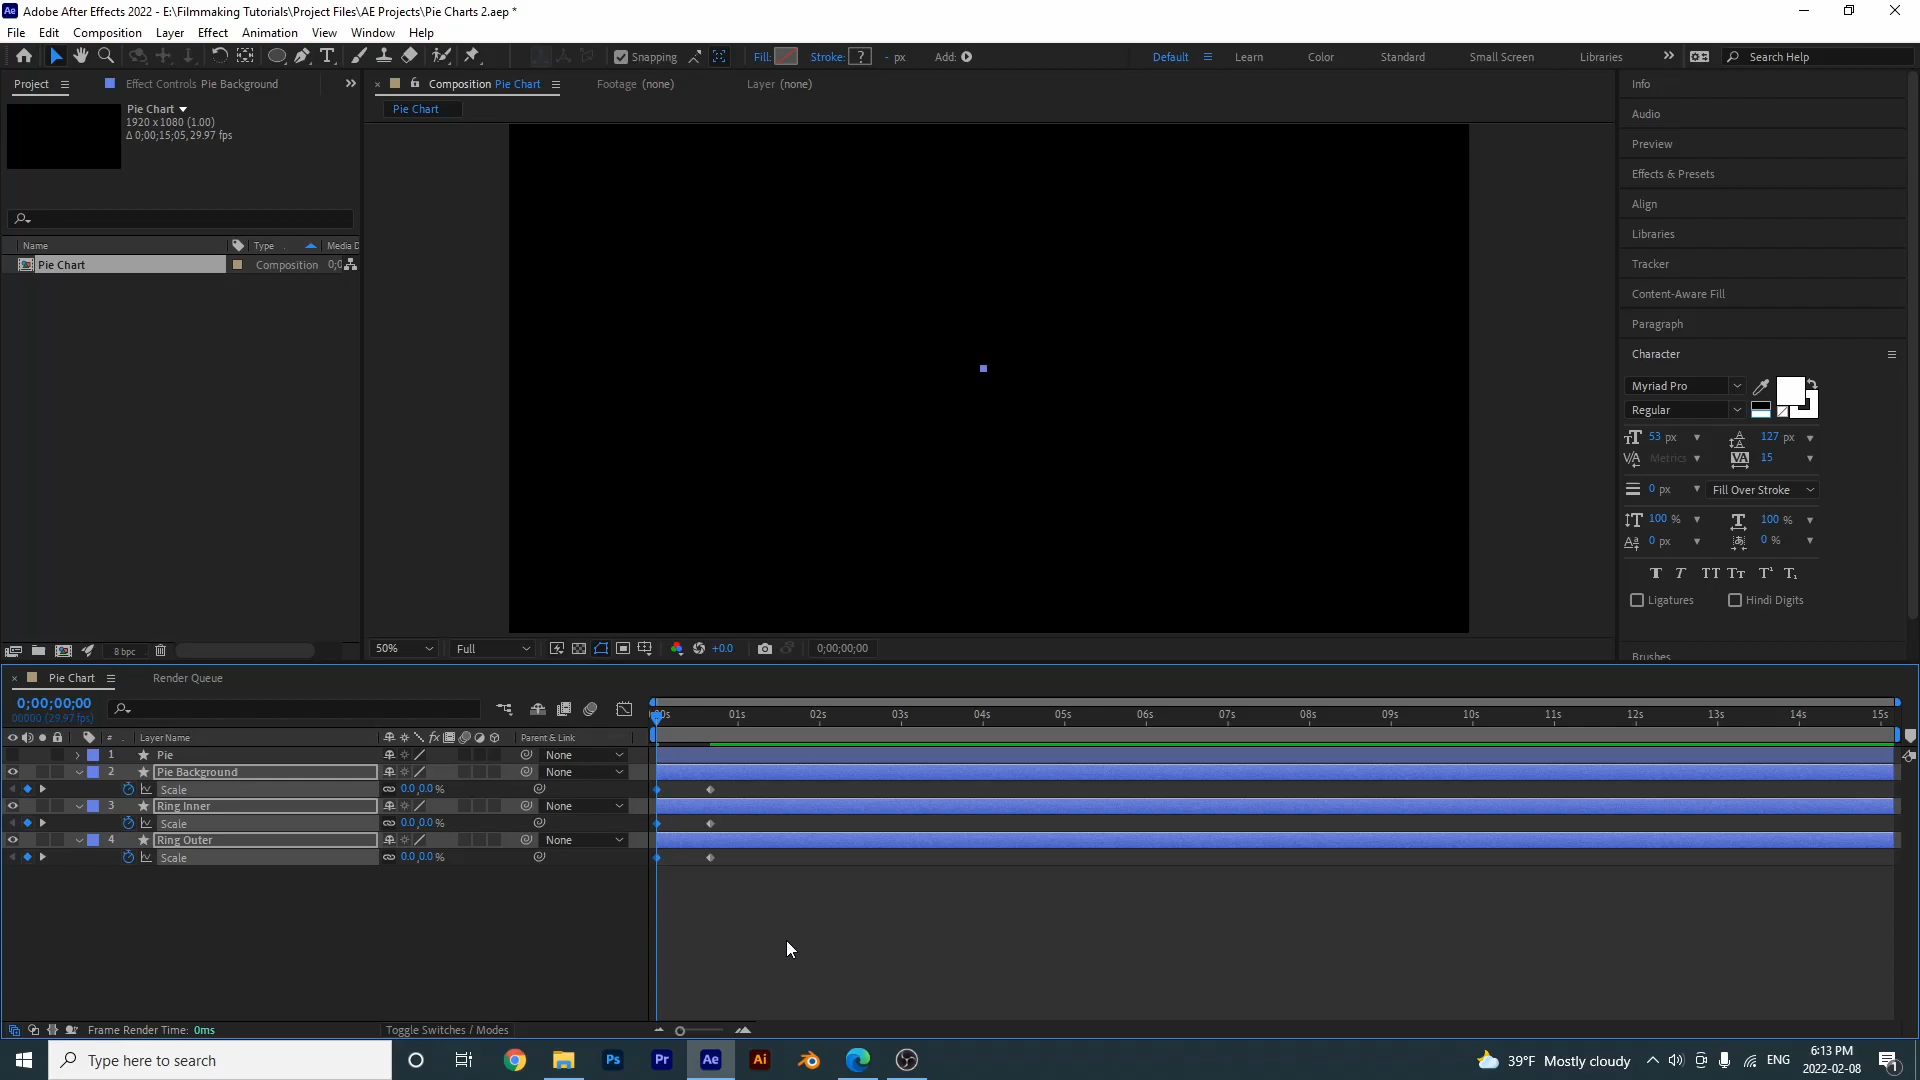 Adobe After Effects 2022 - E:\Filmmaking Tutorials\Project Files\AE Projects\Pie Charts 2.aep *
File Edit Composition Layer Effect Animation View Window Help
Snapping Fill: Stroke: ? - px Add: Default Learn Color Standard Small Screen Libraries Search Help
Project Effect Controls Pie Background Composition Pie Chart Footage (none) Layer (none) Info
Pie Chart
1920 x 1080 (1.00)
Δ 0;00;15;05, 29.97 fps
Pie Chart
Audio
Preview
Effects & Presets
Align
Libraries
Tracker
Content-Aware Fill
Paragraph
Character
Name Type Media D
Pie Chart Composition 0;0
Myriad Pro
Regular
53 px 127 px
Metrics 15
0 px Fill Over Stroke
100 % 100 %
0 px 0 %
Ligatures Hindi Digits
Brushes
8 bpc 50% Full +0.0 0;00;00;00
Pie Chart Render Queue
0;00;00;00
00000 (29.97 fps)
00s 01s 02s 03s 04s 05s 06s 07s 08s 09s 10s 11s 12s 13s 14s 15s
# Layer Name Parent & Link
1 Pie None
2 Pie Background None
Scale 0.0,0.0 %
3 Ring Inner None
Scale 0.0,0.0 %
4 Ring Outer None
Scale 0.0,0.0 %
Frame Render Time: 0ms Toggle Switches / Modes
Type here to search Ps Pr Ae Ai 39°F Mostly cloudy ENG 6:13 PM
2022-02-08 1